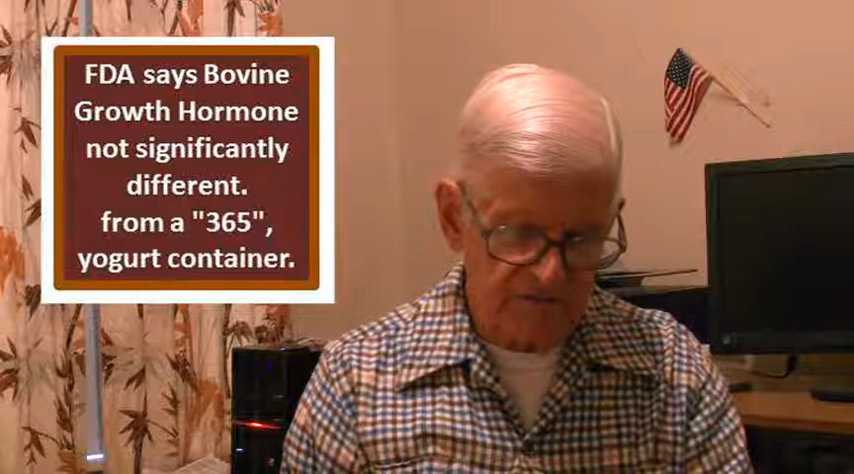 FDA says Bovine
Growth Hormone
not significantly
different.
from a "365",
yogurt container.